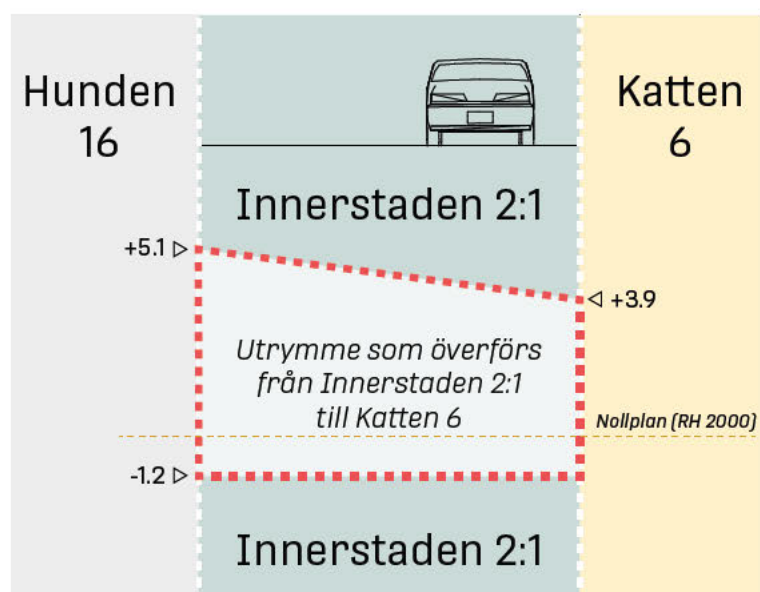 Hunden
16
Katten
6
Innerstaden 2:1
+5.1
+3.9
Utrymme som överförs
från Innerstaden 2:1
till Katten 6
Nollplan (RH 2000)
-1.2
Innerstaden 2:1